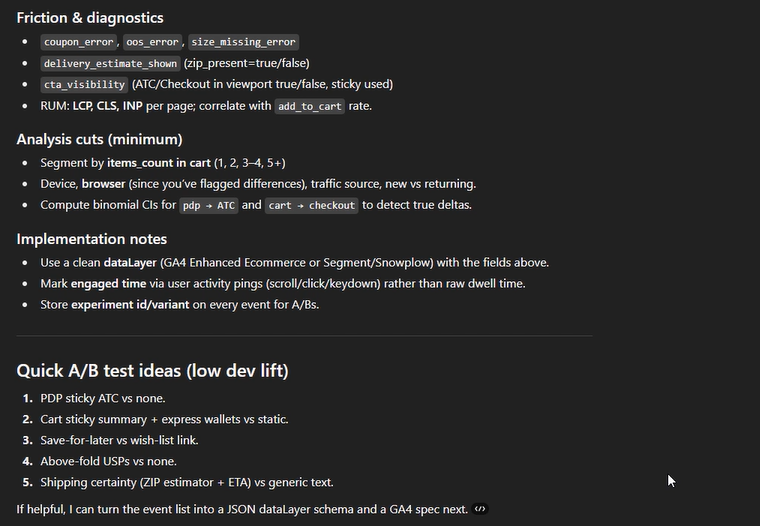 Friction & diagnostics
• coupon_error, oos_error, size_missing_error
• delivery_estimate_shown (zip_present=true/false)
• cta_visibility (ATC/Checkout in viewport true/false, sticky used)
• RUM: LCP, CLS, INP per page; correlate with add_to_cart rate.
Analysis cuts (minimum)
• Segment by items_count in cart (1, 2, 3–4, 5+)
• Device, browser (since you've flagged differences), traffic source, new vs returning.
• Compute binomial CIs for pdp → ATC and cart → checkout to detect true deltas.
Implementation notes
• Use a clean dataLayer (GA4 Enhanced Ecommerce or Segment/Snowplow) with the fields above.
• Mark engaged time via user activity pings (scroll/click/keydown) rather than raw dwell time.
• Store experiment id/variant on every event for A/Bs.
Quick A/B test ideas (low dev lift)
1. PDP sticky ATC vs none.
2. Cart sticky summary + express wallets vs static.
3. Save-for-later vs wish-list link.
4. Above-fold USPs vs none.
5. Shipping certainty (ZIP estimator + ETA) vs generic text.
If helpful, I can turn the event list into a JSON dataLayer schema and a GA4 spec next. </>